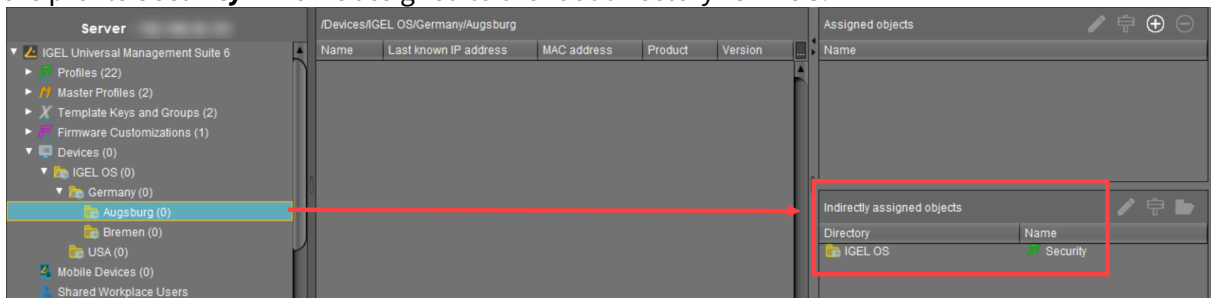 Server
IGEL Universal Management Suite 6
Profiles (22)
Master Profiles (2)
Template Keys and Groups (2)
Firmware Customizations (1)
Devices (0)
IGEL OS (0)
Germany (0)
Augsburg (0)
Bremen (0)
USA (0)
Mobile Devices (0)
Shared Workplace Users
/Devices/IGEL OS/Germany/Augsburg
Name Last known IP address MAC address Product Version ...
Assigned objects
Name
Indirectly assigned objects
Directory Name
IGEL OS Security